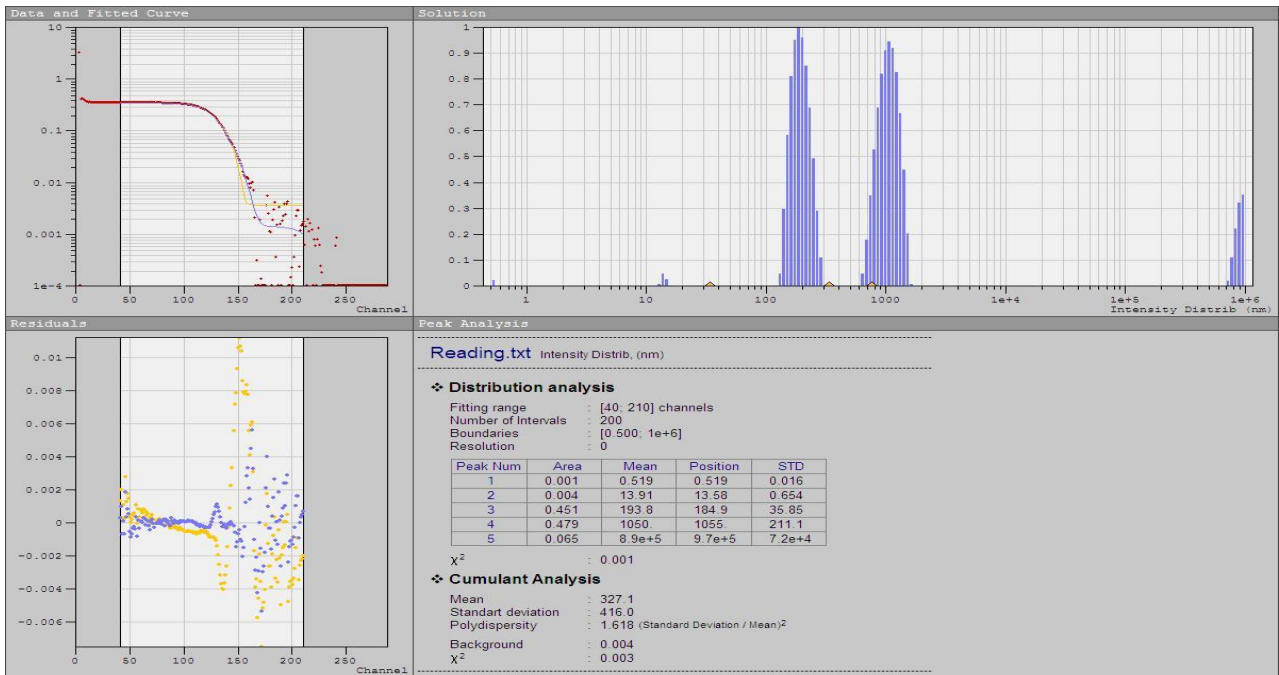 Data and Fitted Curve
10
1
0.1
0.01
0.001
1e-4
0 50 100 150 200 250
Channel
Solution
1
0.9
0.8
0.7
0.6
0.5
0.4
0.3
0.2
0.1
0
1 10 100 1000 1e+4 1e+5 1e+6
Intensity Distrib (nm)
Residuals
0.01
0.008
0.006
0.004
0.002
0
-0.002
-0.004
-0.006
0 50 100 150 200 250
Channel
Peak Analysis
Reading.txt Intensity Distrib, (nm)
❖ Distribution analysis
Fitting range : [40; 210] channels
Number of Intervals : 200
Boundaries : [0.500; 1e+6]
Resolution : 0
Peak Num Area Mean Position STD
1 0.001 0.519 0.519 0.016
2 0.004 13.91 13.58 0.654
3 0.451 193.8 184.9 35.85
4 0.479 1050. 1055. 211.1
5 0.065 8.9e+5 9.7e+5 7.2e+4
χ² : 0.001
❖ Cumulant Analysis
Mean : 327.1
Standart deviation : 416.0
Polydispersity : 1.618 (Standard Deviation / Mean)²
Background : 0.004
χ² : 0.003